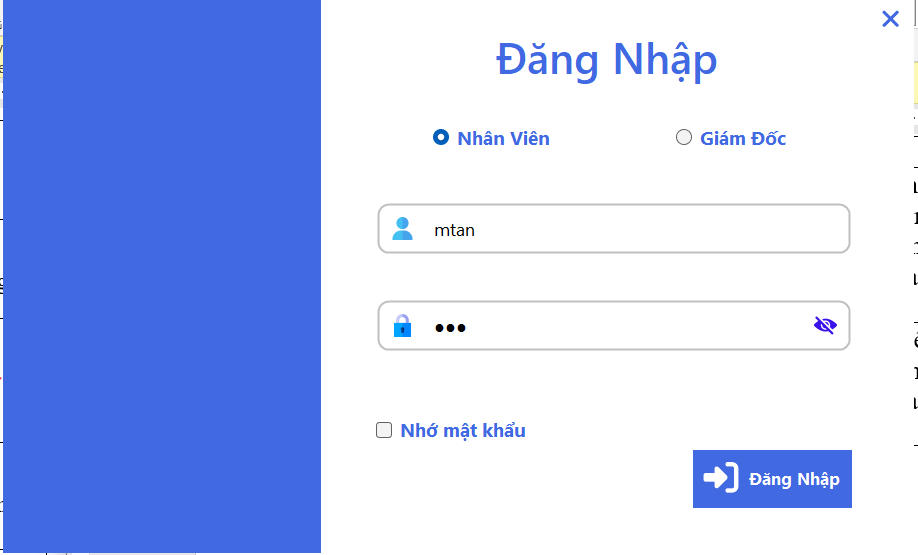 Đăng Nhập
Nhân Viên
Giám Đốc
mtan
Nhớ mật khẩu
Đăng Nhập